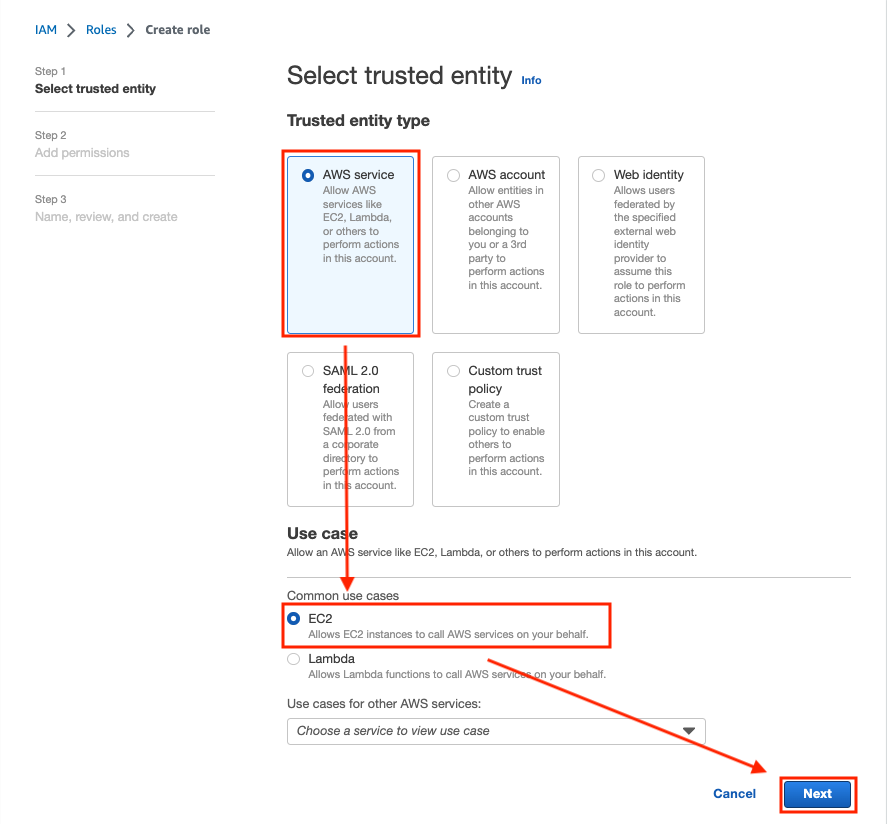 IAM > Roles > Create role
Step 1
Select trusted entity
Step 2
Add permissions
Step 3
Name, review, and create
Select trusted entity Info
Trusted entity type
AWS service
Allow AWS
services like
EC2, Lambda,
or others to
perform actions
in this account.
AWS account
Allow entities in
other AWS
accounts
belonging to
you or a 3rd
party to
perform actions
in this account.
Web identity
Allows users
federated by
the specified
external web
identity
provider to
assume this
role to perform
actions in this
account.
SAML 2.0
federation
Allow users
federated with
SAML 2.0 from
a corporate
directory to
perform actions
in this account.
Custom trust
policy
Create a
custom trust
policy to enable
others to
perform actions
in this account.
Use case
Allow an AWS service like EC2, Lambda, or others to perform actions in this account.
Common use cases
EC2
Allows EC2 instances to call AWS services on your behalf.
Lambda
Allows Lambda functions to call AWS services on your behalf.
Use cases for other AWS services:
Choose a service to view use case
Cancel
Next